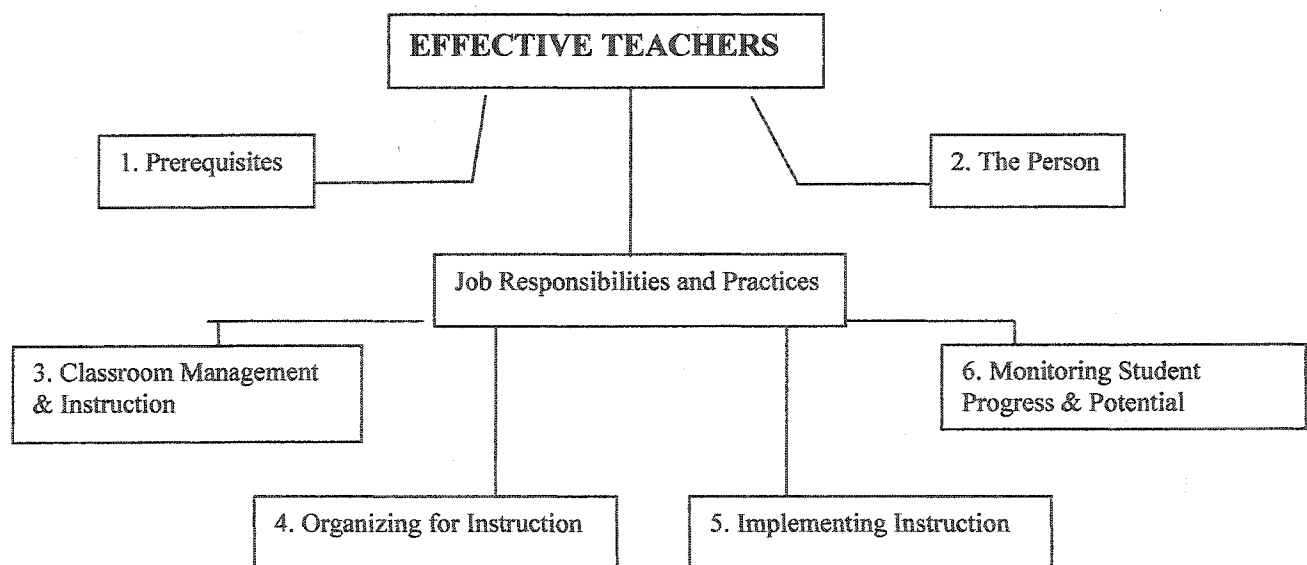 EFFECTIVE TEACHERS
1. Prerequisites
2. The Person
Job Responsibilities and Practices
3. Classroom Management
& Instruction
6. Monitoring Student
Progress & Potential
4. Organizing for Instruction
5. Implementing Instruction